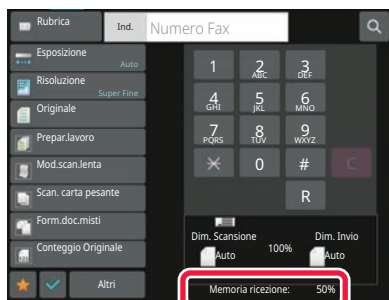 Rubrica
Ind.
Numero Fax
Esposizione
Auto
Risoluzione
Super Fine
Originale
Prepar.lavoro
Mod.scan.lenta
Scan. carta pesante
Form.doc.misti
Conteggio Originale
Altri
1
2 ABC
3 DEF
4 GHI
5 JKL
6 MNO
7 PQRS
8 TUV
9 WXYZ
0
#
C
R
Dim. Scansione
Dim. Invio
Auto
100%
Auto
Memoria ricezione: 50%